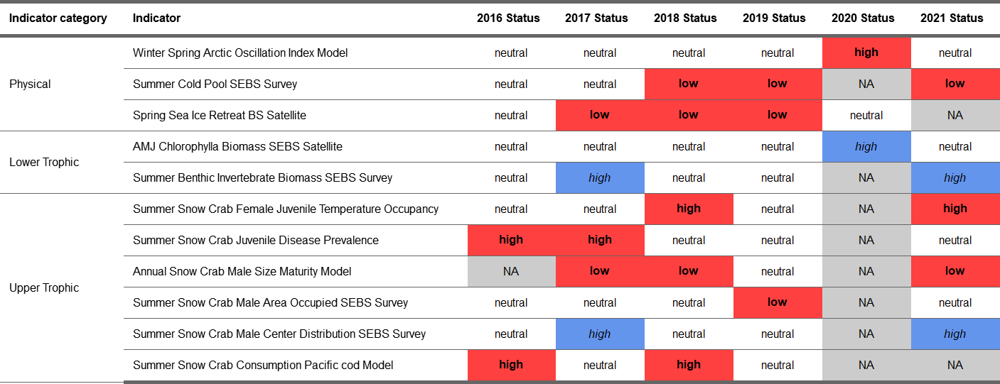 Indicator category Indicator 2016 Status 2017 Status 2018 Status 2019 Status 2020 Status 2021 Status
Winter Spring Arctic Oscillation Index Model neutral neutral neutral neutral high neutral
Physical Summer Cold Pool SEBS Survey neutral neutral low low NA low
Spring Sea Ice Retreat BS Satellite neutral low low low neutral NA
AMJ Chlorophylla Biomass SEBS Satellite neutral neutral neutral neutral high neutral
Lower Trophic
Summer Benthic Invertebrate Biomass SEBS Survey neutral high neutral neutral NA high
Summer Snow Crab Female Juvenile Temperature Occupancy neutral neutral high neutral NA high
Summer Snow Crab Juvenile Disease Prevalence high high neutral neutral NA neutral
Annual Snow Crab Male Size Maturity Model NA low low neutral NA low
Upper Trophic
Summer Snow Crab Male Area Occupied SEBS Survey neutral neutral neutral low NA neutral
Summer Snow Crab Male Center Distribution SEBS Survey neutral high neutral neutral NA high
Summer Snow Crab Consumption Pacific cod Model high neutral high neutral NA NA